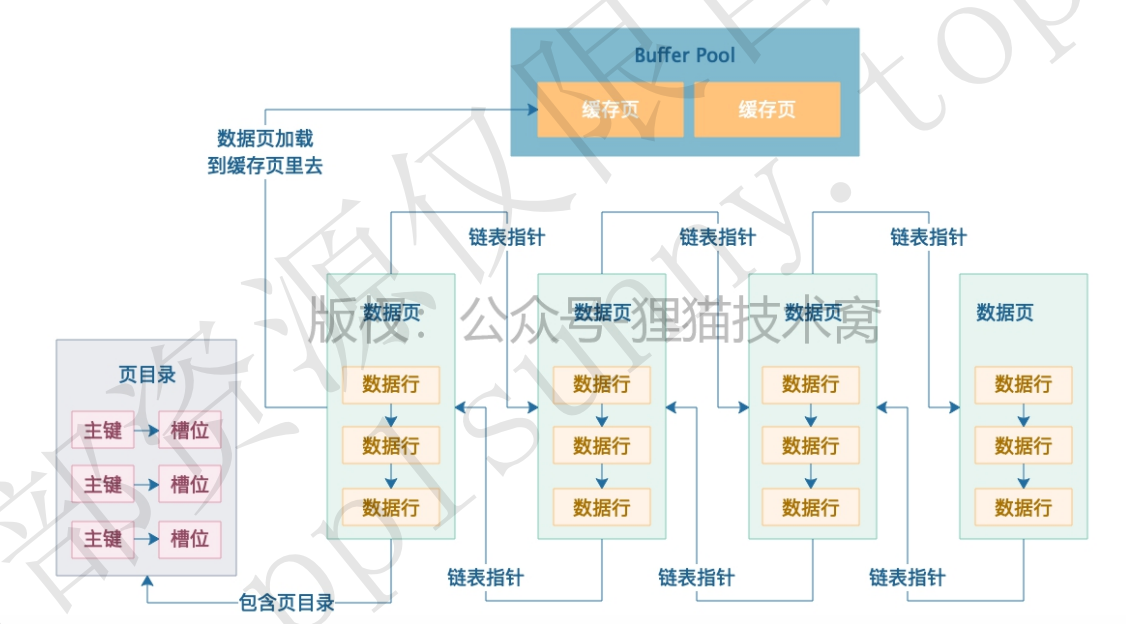 Buffer Pool
缓存页
缓存页
数据页加载
到缓存页里去
链表指针
链表指针
链表指针
数据页
数据页
数据页
数据页
版权：公众号 狸猫技术窝
页目录
数据行
数据行
数据行
数据行
主键
槽位
数据行
数据行
数据行
数据行
主键
槽位
数据行
数据行
数据行
数据行
主键
槽位
链表指针
链表指针
链表指针
包含页目录